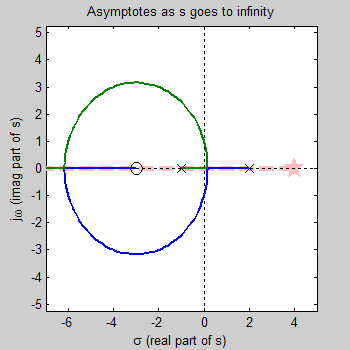 Asymptotes as s goes to infinity
5
4
3
2
1
0
-1
-2
-3
-4
-5
jω (imag part of s)
-6 -4 -2 0 2 4
σ (real part of s)